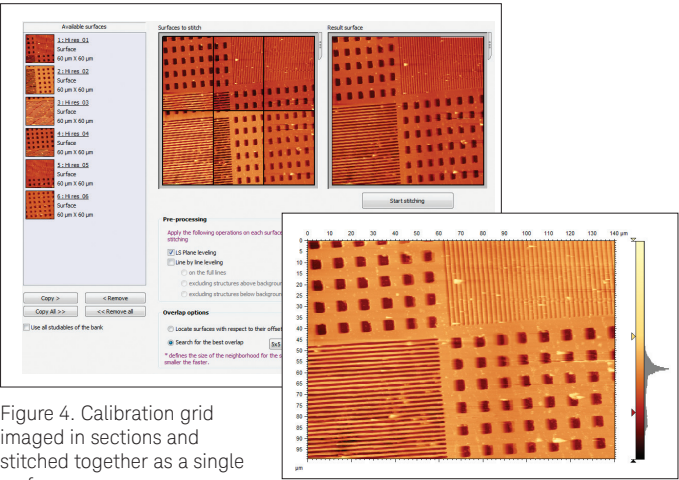 Available surfaces
1 : Hi res_01
Surface
60 µm X 60 µm
2 : Hi res_02
Surface
60 µm X 60 µm
3 : Hi res_03
Surface
60 µm X 60 µm
4 : Hi res_04
Surface
60 µm X 60 µm
5 : Hi res_05
Surface
60 µm X 60 µm
6 : Hi res_06
Surface
60 µm X 60 µm
Copy >
< Remove
Copy All >>
<< Remove all
Use all studiables of the bank
Surfaces to stitch
Result surface
Start stitching
Pre-processing
Apply the following operations on each surface
stitching
LS Plane leveling
Line by line leveling
on the full lines
excluding structures above backgroun
excluding structures below backgroun
Overlap options
Locate surfaces with respect to their offset
Search for the best overlap
5x5
* defines the size of the neighborhood for the s
smaller the faster.
0 10 20 30 40 50 60 70 80 90 100 110 120 130 140 µm
0
5
10
15
20
25
30
35
40
45
50
55
60
65
70
75
80
85
90
95
µm
Figure 4. Calibration grid
imaged in sections and
stitched together as a single